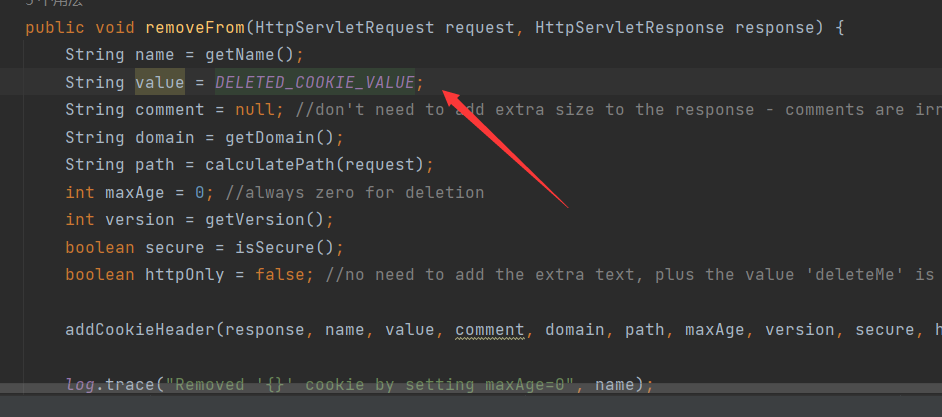 public void removeFrom(HttpServletRequest request, HttpServletResponse response) {
String name = getName();
String value = DELETED_COOKIE_VALUE;
String comment = null; //don't need to add extra size to the response - comments are
String domain = getDomain();
String path = calculatePath(request);
int maxAge = 0; //always zero for deletion
int version = getVersion();
boolean secure = isSecure();
boolean httpOnly = false; //no need to add the extra text, plus the value 'deleteMe' is
addCookieHeader(response, name, value, comment, domain, path, maxAge, version, secure,
log.trace("Removed '{}' cookie by setting maxAge=0", name);